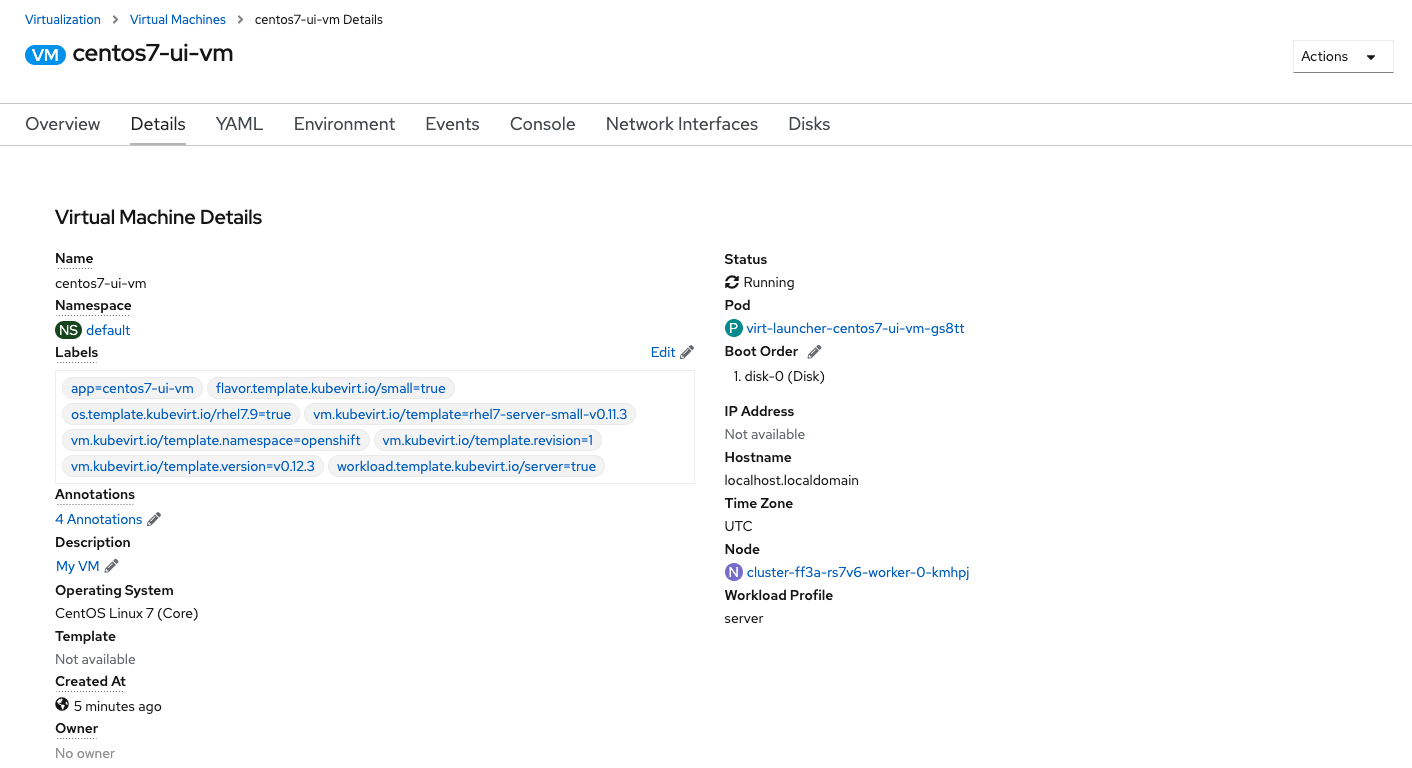 Virtualization > Virtual Machines > centos7-ui-vm Details
VM centos7-ui-vm
Actions
Overview Details YAML Environment Events Console Network Interfaces Disks
Virtual Machine Details
Name
centos7-ui-vm
Namespace
NS default
Labels
Edit
app=centos7-ui-vm flavor.template.kubevirt.io/small=true
os.template.kubevirt.io/rhel7.9=true vm.kubevirt.io/template=rhel7-server-small-v0.11.3
vm.kubevirt.io/template.namespace=openshift vm.kubevirt.io/template.revision=1
vm.kubevirt.io/template.version=v0.12.3 workload.template.kubevirt.io/server=true
Annotations
4 Annotations
Description
My VM
Operating System
CentOS Linux 7 (Core)
Template
Not available
Created At
5 minutes ago
Owner
No owner
Status
Running
Pod
P virt-launcher-centos7-ui-vm-gs8tt
Boot Order
1. disk-0 (Disk)
IP Address
Not available
Hostname
localhost.localdomain
Time Zone
UTC
Node
N cluster-ff3a-rs7v6-worker-0-kmhpj
Workload Profile
server